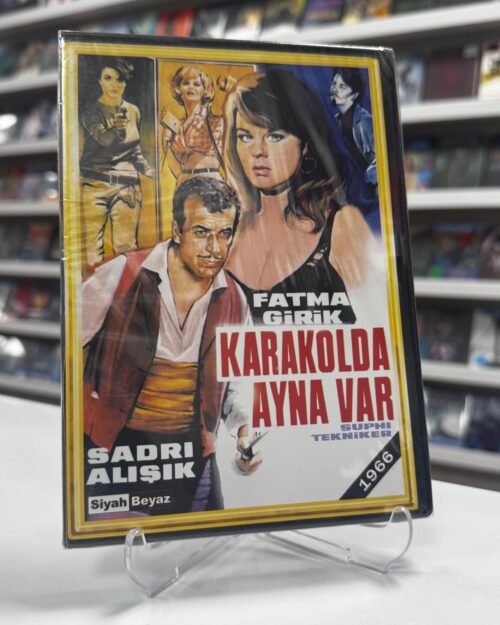 FATMA
GİRİK
KARAKOLDA
AYNA VAR
SUPHİ
TEKNİKER
SADRİ
ALIŞIK
1966
Siyah Beyaz